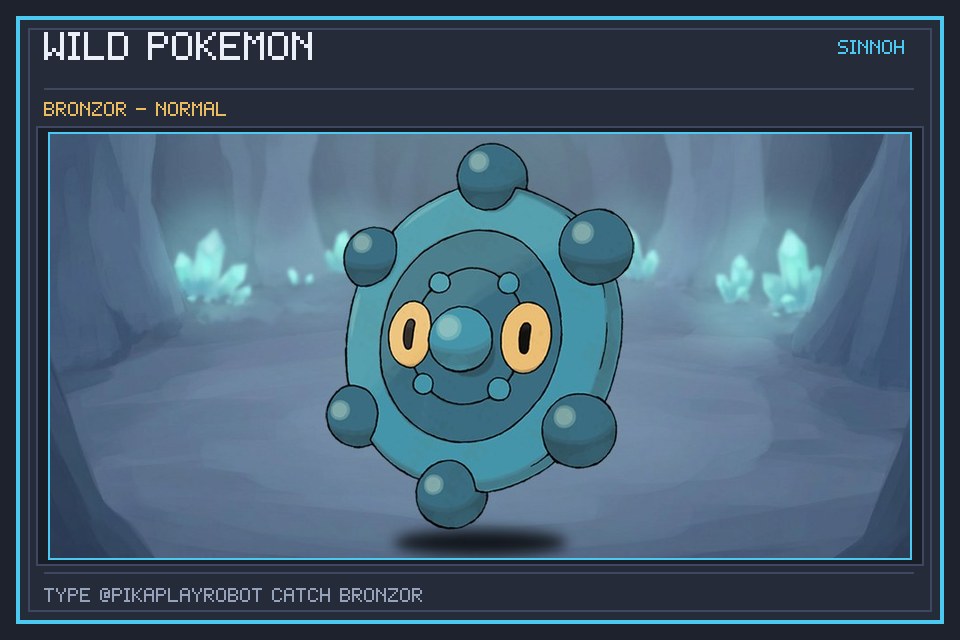 WILD POKEMON
SINNOH
BRONZOR - NORMAL
TYPE @PIKAPLAYROBOT CATCH BRONZOR